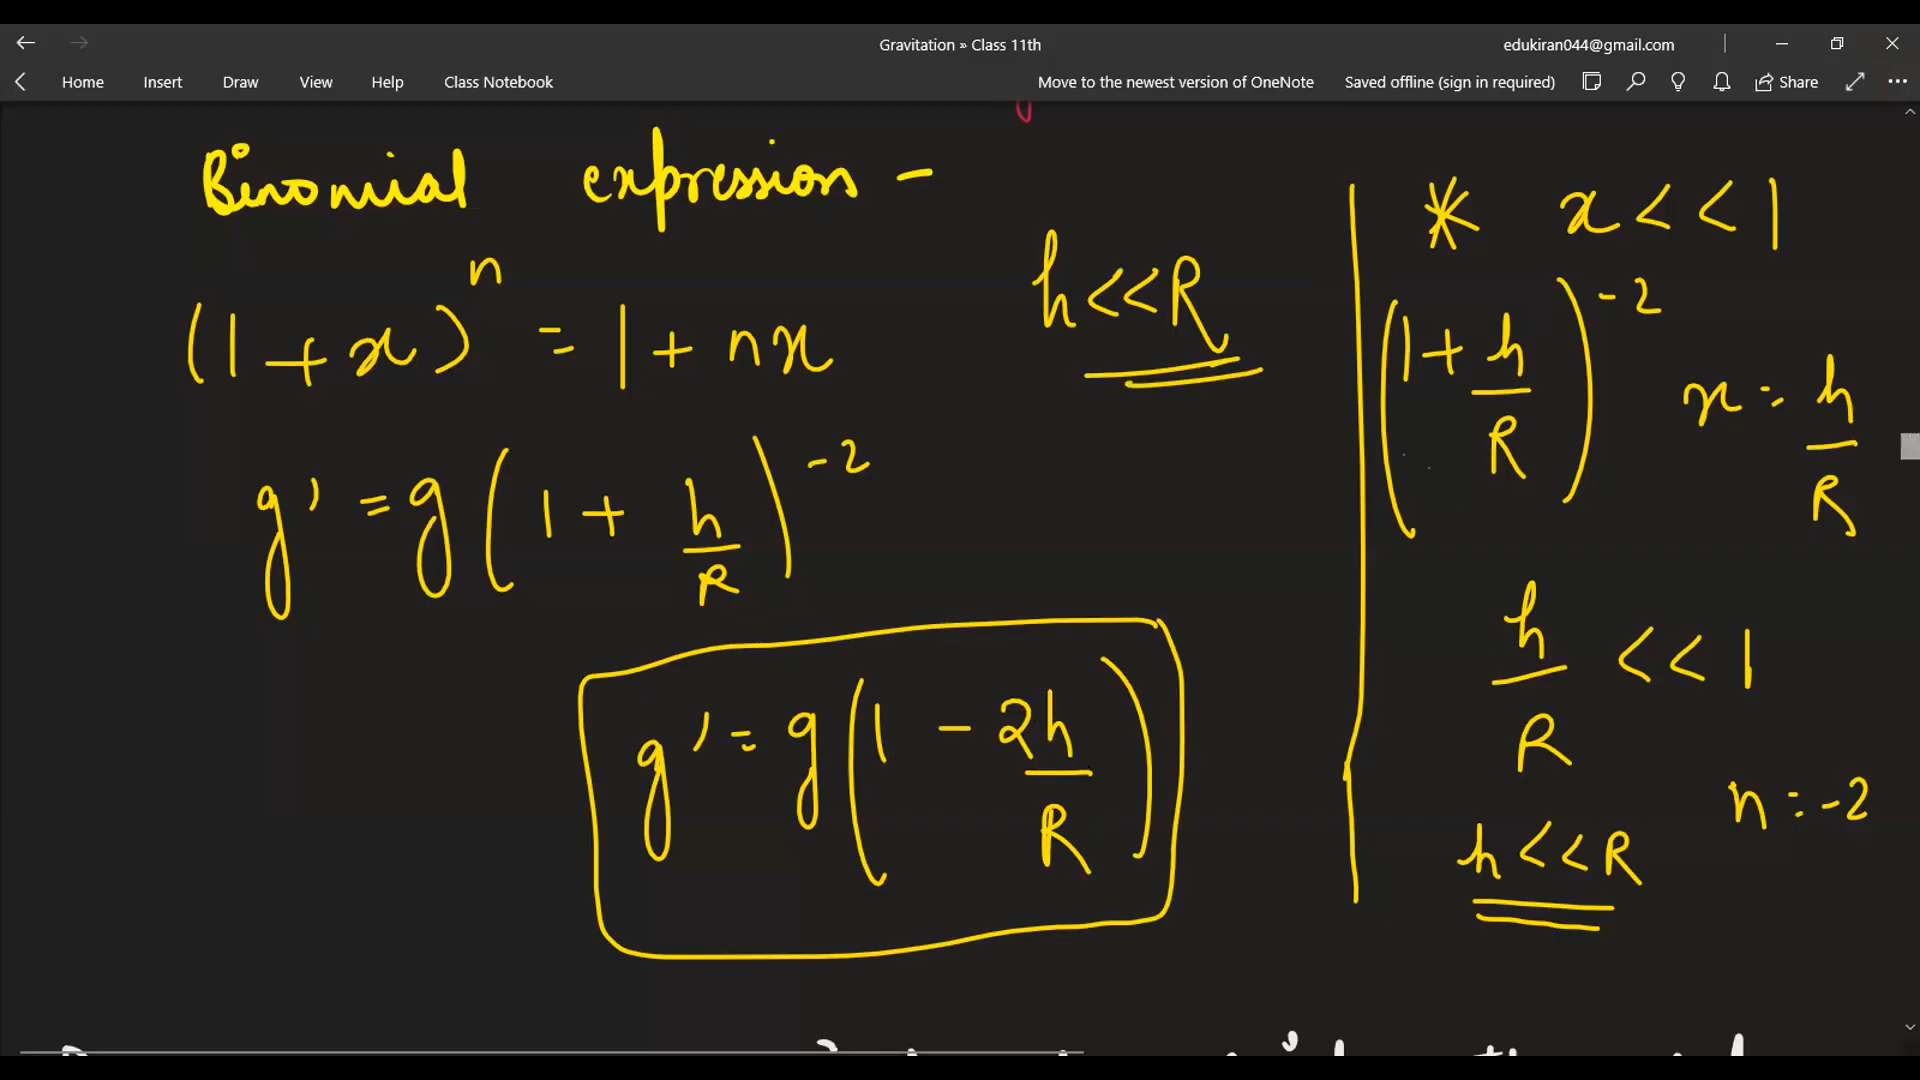 Gravitation » Class 11th
edukiran044@gmail.com
Home Insert Draw View Help Class Notebook
Move to the newest version of OneNote Saved offline (sign in required) Share
Binomial expression -
(1+x)^n = 1 + nx
h<<R
g' = g(1 + h/R)^-2
g' = g(1 - 2h/R)
* x<<1
(1 + h/R)^-2
x = h/R
h/R <<1
n = -2
h<<R